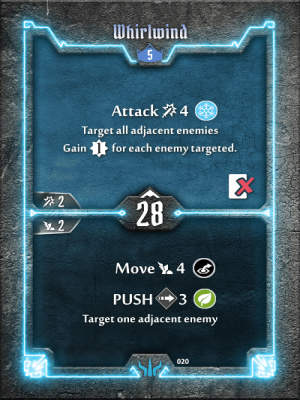 Whirlwind
5
Attack 4
Target all adjacent enemies
Gain 1 for each enemy targeted.
2
28
2
Move 4
PUSH 3
Target one adjacent enemy
020